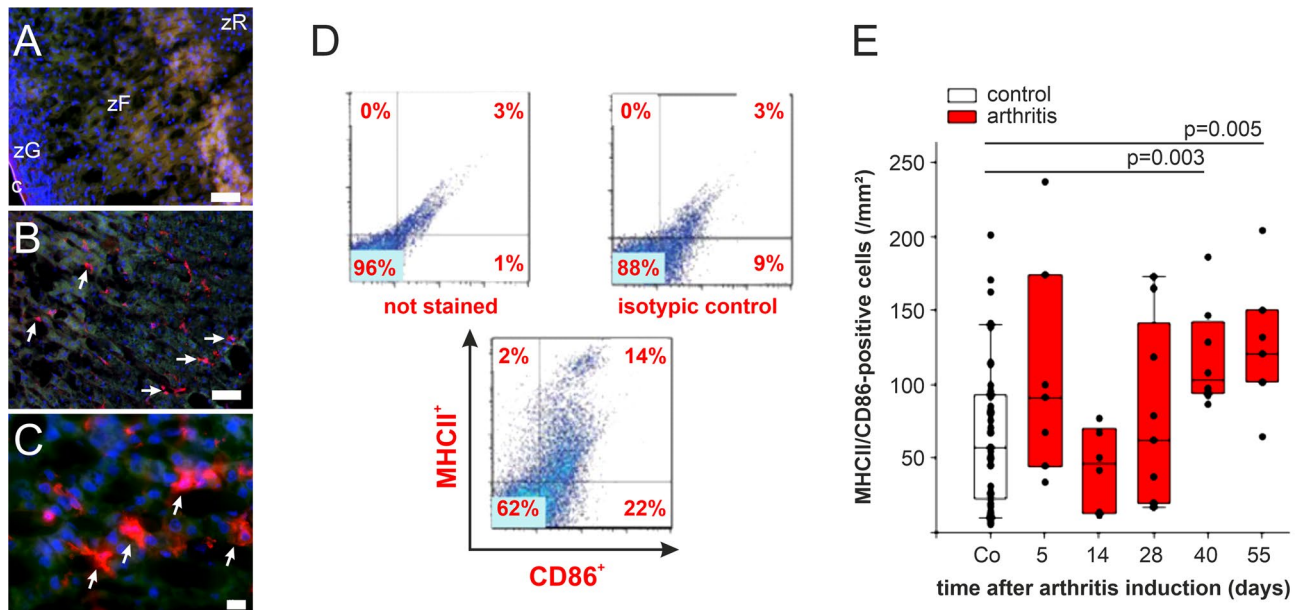 A
zR
zF
zG
c
B
C
D
0%
3%
96%
1%
not stained
0%
3%
88%
9%
isotypic control
2%
14%
62%
22%
MHCII⁺
CD86⁺
E
control
arthritis
p=0.005
p=0.003
250
200
150
100
50
MHCII/CD86-positive cells (/mm²)
Co 5 14 28 40 55
time after arthritis induction (days)